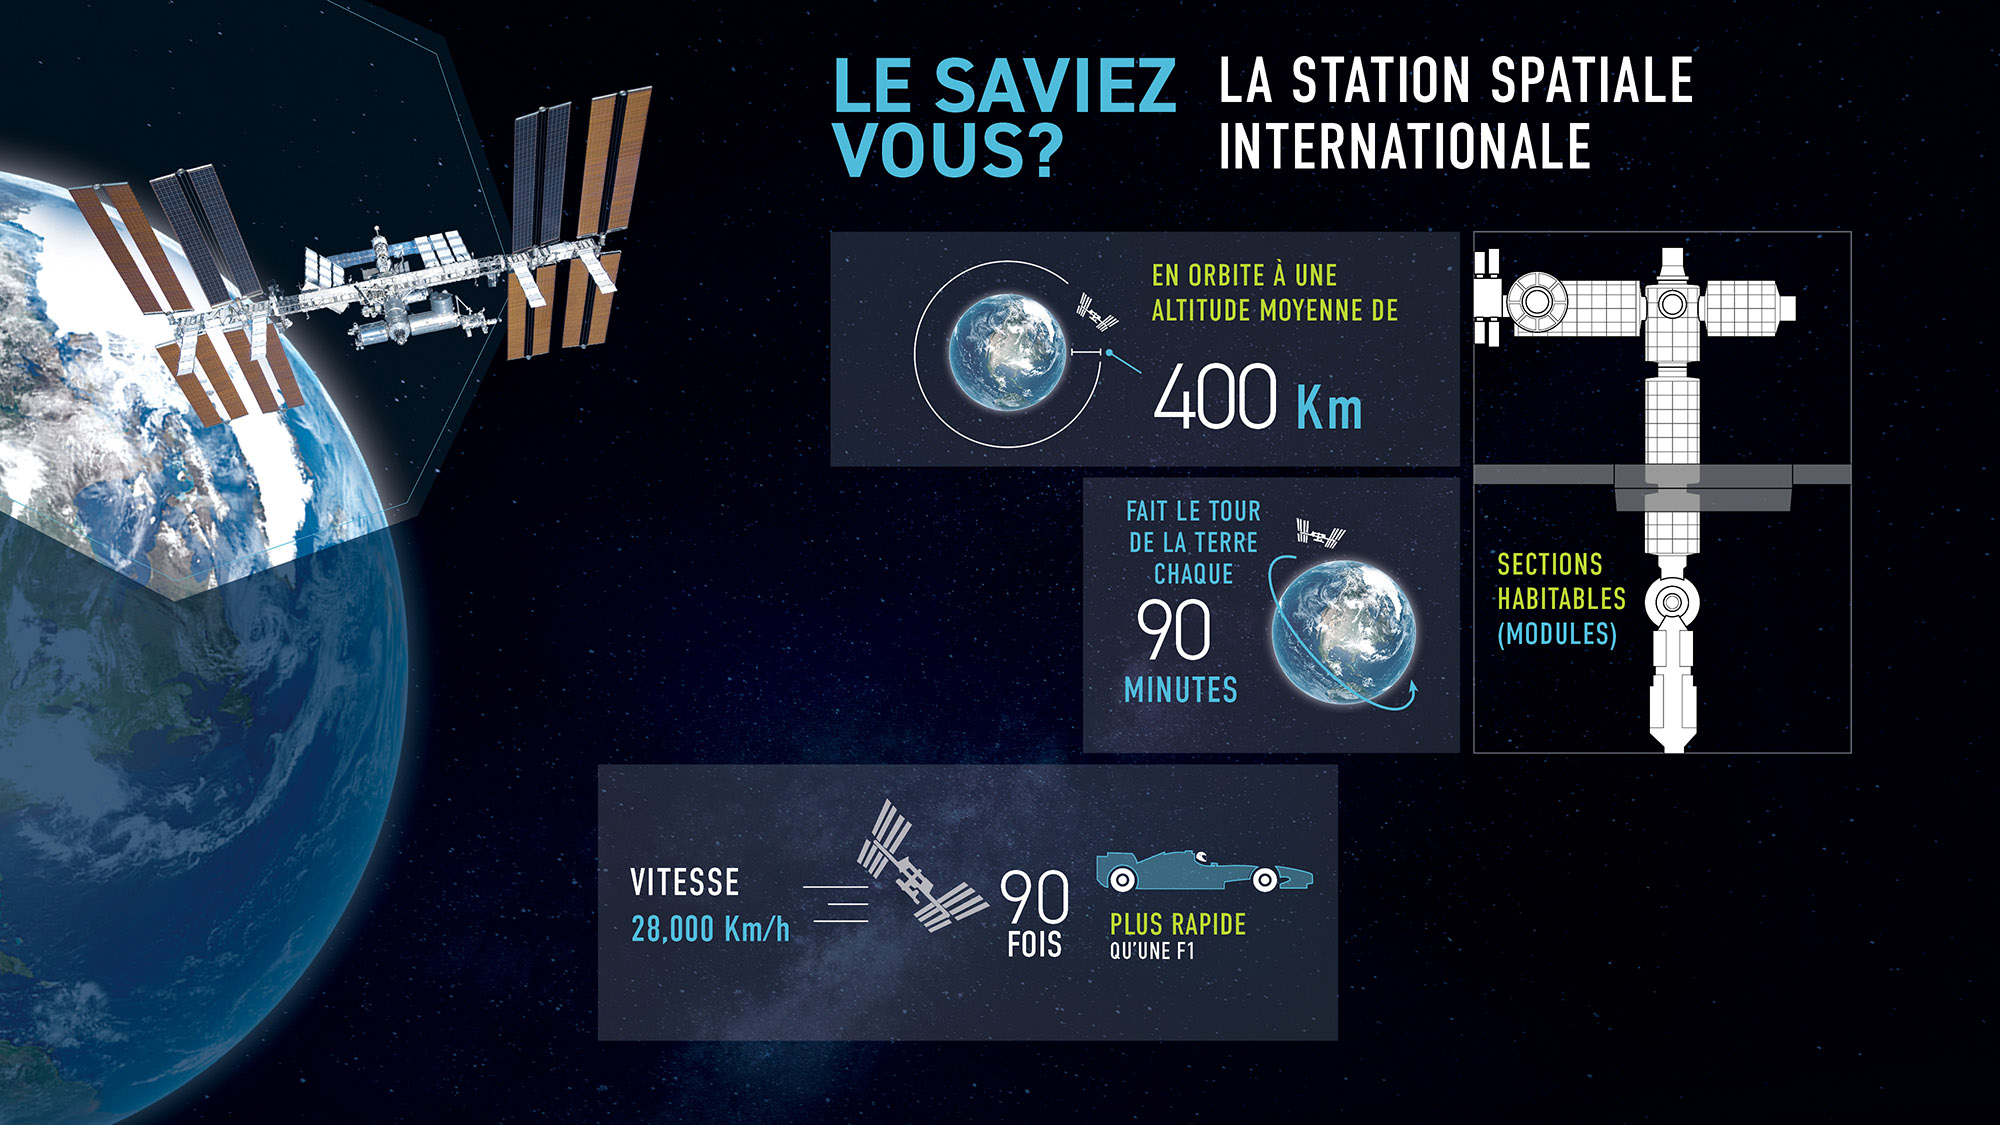 LE SAVIEZ
VOUS?
LA STATION SPATIALE
INTERNATIONALE
EN ORBITE À UNE
ALTITUDE MOYENNE DE
400 Km
FAIT LE TOUR
DE LA TERRE
CHAQUE
90
MINUTES
SECTIONS
HABITABLES
(MODULES)
VITESSE
28,000 Km/h
90
FOIS
PLUS RAPIDE
QU'UNE F1